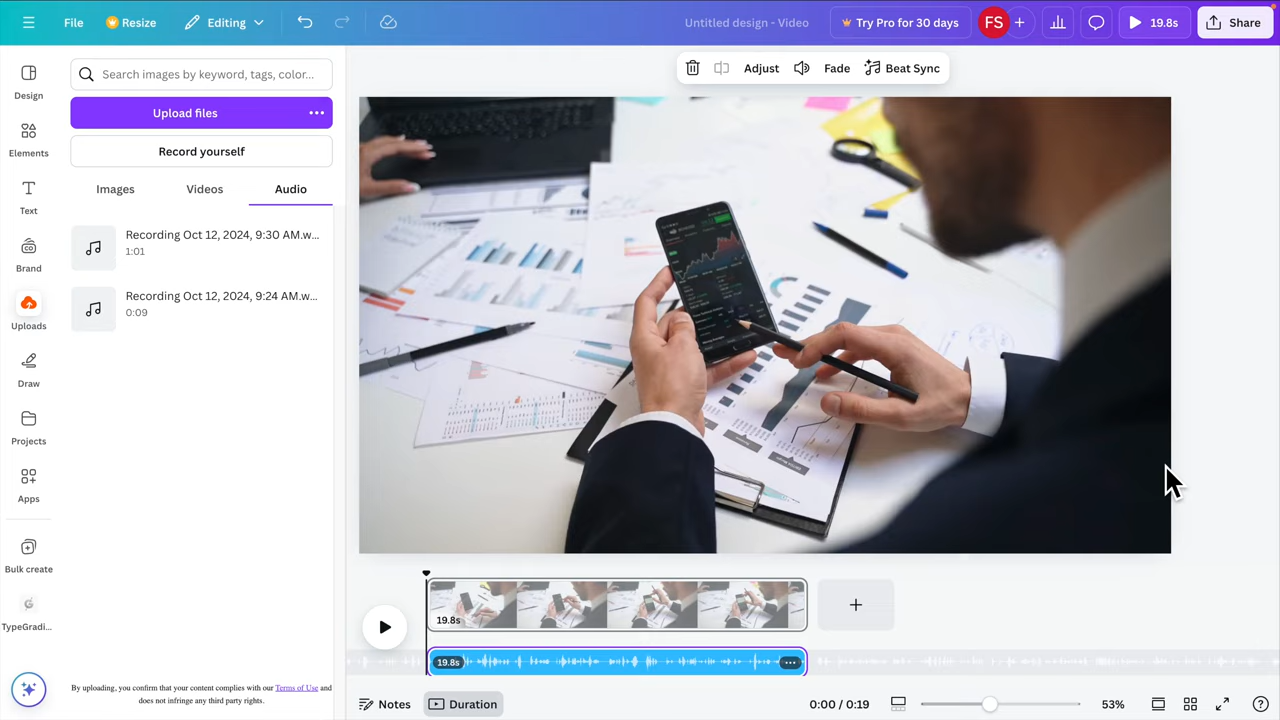 File
Resize
Editing
Untitled design - Video
Try Pro for 30 days
FS
19.8s
Share
Design
Elements
Text
Brand
Uploads
Draw
Projects
Apps
Bulk create
TypeGradi...
Search images by keyword, tags, color...
Upload files
Record yourself
Images
Videos
Audio
Recording Oct 12, 2024, 9:30 AM.w...
1:01
Recording Oct 12, 2024, 9:24 AM.w...
0:09
By uploading, you confirm that your content complies with our Terms of Use and
does not infringe any third party rights.
Adjust
Fade
Beat Sync
19.8s
19.8s
Notes
Duration
0:00 / 0:19
53%